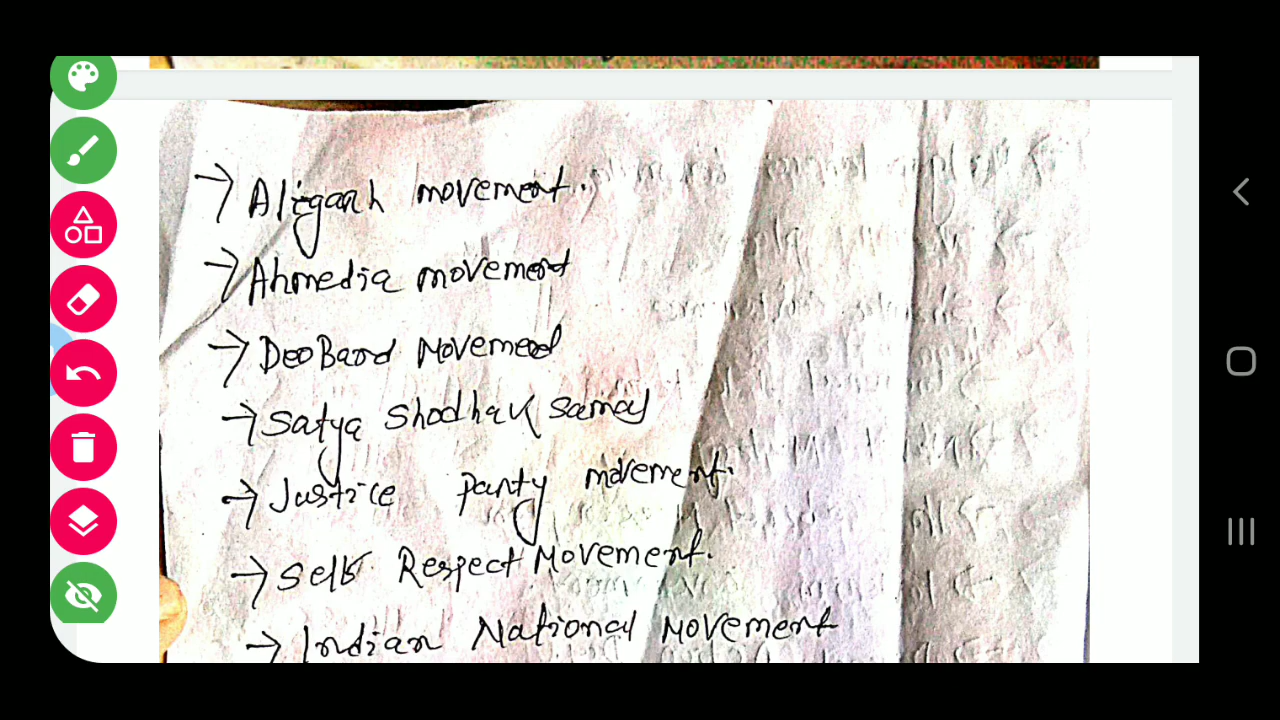 → Aligarh movement.
→ Ahmedia movement
→ DeoBand Movement
→ Satya Shodhak Samaj
→ Justice Party movement.
→ Self Respect Movement.
→ Indian National Movement